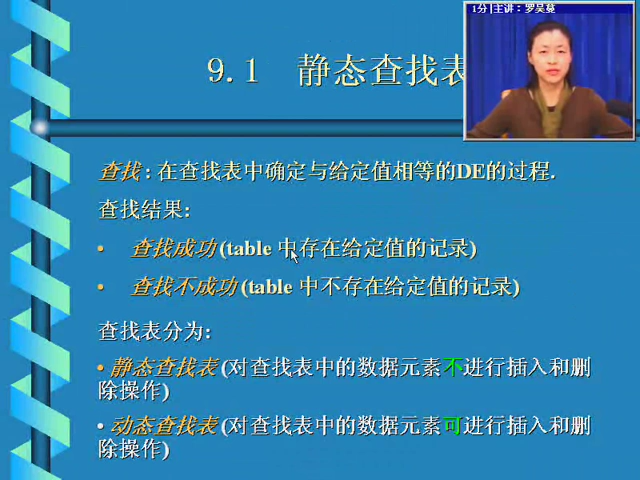 1分|主讲：罗吴蔓
9.1 静态查找表
查找: 在查找表中确定与给定值相等的DE的过程.
查找结果:
• 查找成功(table 中存在给定值的记录)
• 查找不成功(table 中不存在给定值的记录)
查找表分为:
• 静态查找表(对查找表中的数据元素不进行插入和删
除操作)
• 动态查找表(对查找表中的数据元素可进行插入和删
除操作)